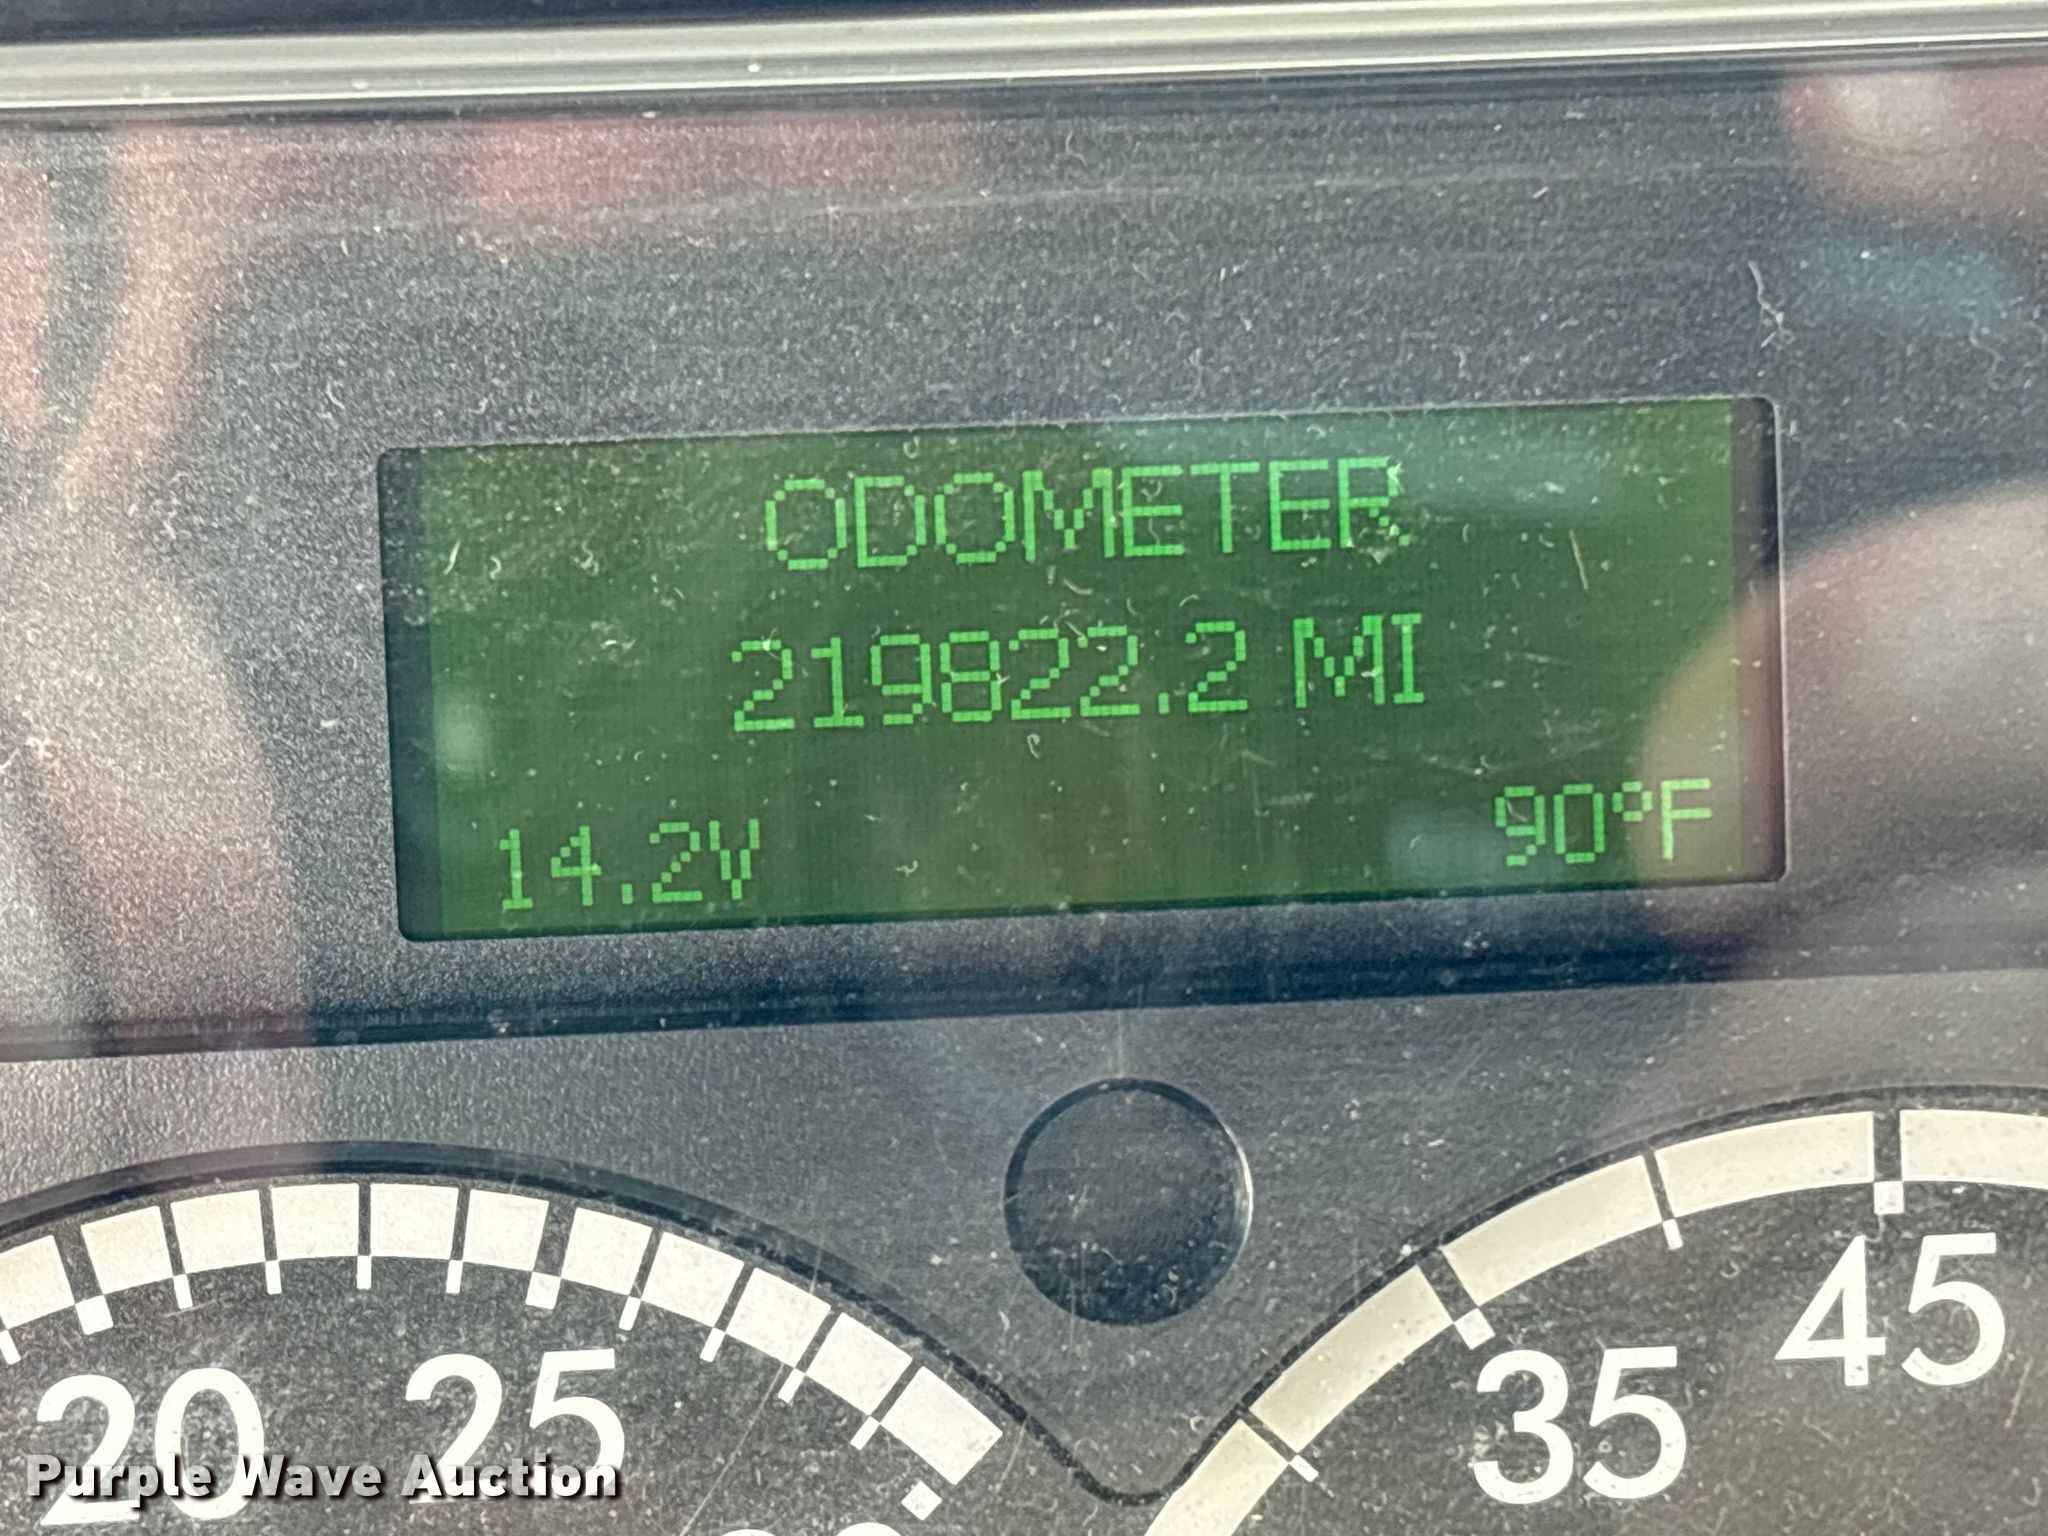 ODOMETER
219822.2 MI
14.2V 90°F
20 25 35 45
Purple Wave Auction